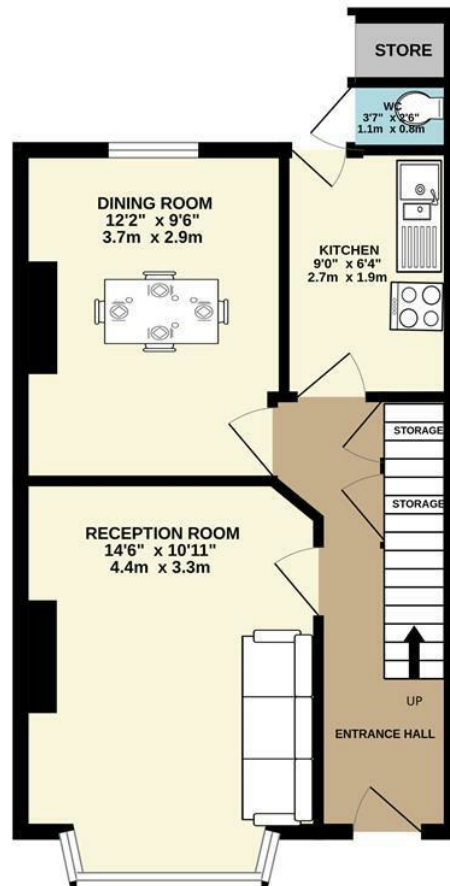 STORE
WC
3'7" x 2'6"
1.1m x 0.8m
DINING ROOM
12'2" x 9'6"
3.7m x 2.9m
KITCHEN
9'0" x 6'4"
2.7m x 1.9m
STORAGE
STORAGE
RECEPTION ROOM
14'6" x 10'11"
4.4m x 3.3m
UP
ENTRANCE HALL